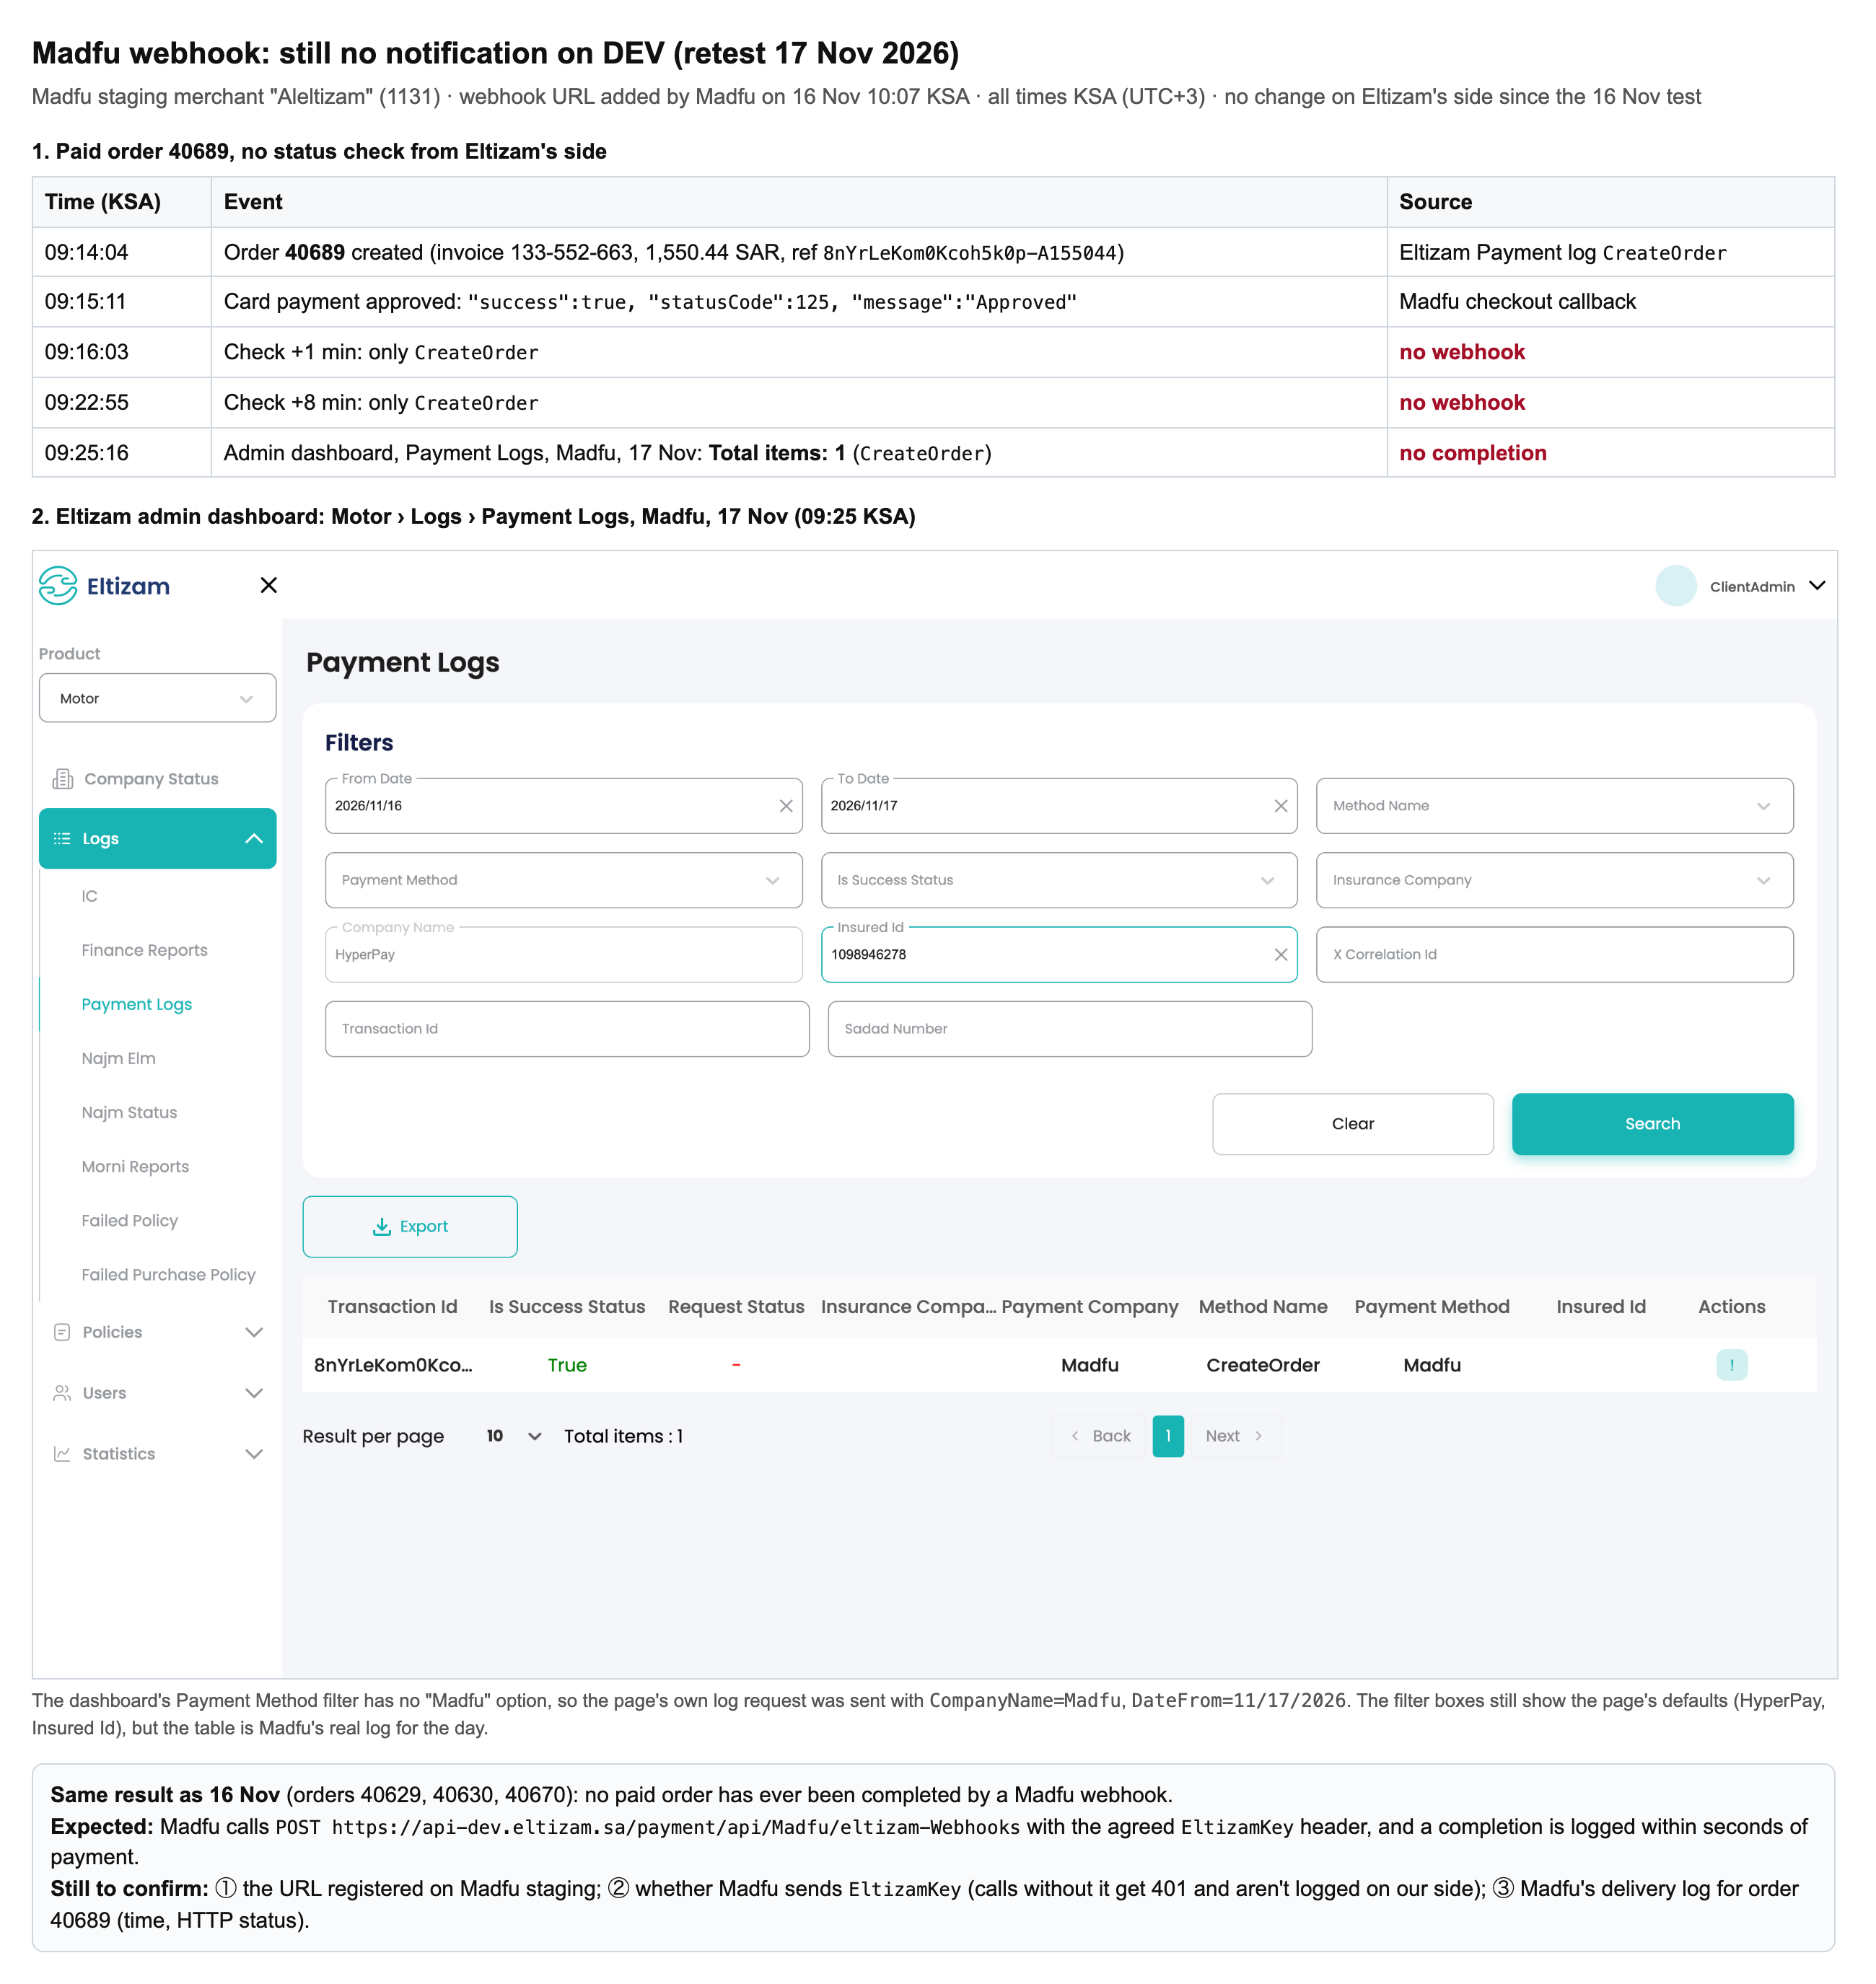 Madfu webhook: still no notification on DEV (retest 17 Nov 2026)
Madfu staging merchant "Aleltizam" (1131) · webhook URL added by Madfu on 16 Nov 10:07 KSA · all times KSA (UTC+3) · no change on Eltizam's side since the 16 Nov test
1. Paid order 40689, no status check from Eltizam's side
Time (KSA) Event Source
09:14:04 Order 40689 created (invoice 133-552-663, 1,550.44 SAR, ref 8nYrLeKom0Kcoh5k0p-A155044) Eltizam Payment log CreateOrder
09:15:11 Card payment approved: "success":true, "statusCode":125, "message":"Approved" Madfu checkout callback
09:16:03 Check +1 min: only CreateOrder no webhook
09:22:55 Check +8 min: only CreateOrder no webhook
09:25:16 Admin dashboard, Payment Logs, Madfu, 17 Nov: Total items: 1 (CreateOrder) no completion
2. Eltizam admin dashboard: Motor › Logs › Payment Logs, Madfu, 17 Nov (09:25 KSA)
Eltizam
ClientAdmin
Product
Motor
Company Status
Logs
IC
Finance Reports
Payment Logs
Najm Elm
Najm Status
Morni Reports
Failed Policy
Failed Purchase Policy
Policies
Users
Statistics
Payment Logs
Filters
From Date
2026/11/16
To Date
2026/11/17
Method Name
Payment Method
Is Success Status
Insurance Company
Company Name
HyperPay
Insured Id
1098946278
X Correlation Id
Transaction Id
Sadad Number
Clear
Search
Export
Transaction Id Is Success Status Request Status Insurance Compa... Payment Company Method Name Payment Method Insured Id Actions
8nYrLeKom0Kco... True - Madfu CreateOrder Madfu !
Result per page 10 Total items : 1 Back 1 Next
The dashboard's Payment Method filter has no "Madfu" option, so the page's own log request was sent with CompanyName=Madfu, DateFrom=11/17/2026. The filter boxes still show the page's defaults (HyperPay,
Insured Id), but the table is Madfu's real log for the day.
Same result as 16 Nov (orders 40629, 40630, 40670): no paid order has ever been completed by a Madfu webhook.
Expected: Madfu calls POST https://api-dev.eltizam.sa/payment/api/Madfu/eltizam-Webhooks with the agreed EltizamKey header, and a completion is logged within seconds of
payment.
Still to confirm: ① the URL registered on Madfu staging; ② whether Madfu sends EltizamKey (calls without it get 401 and aren't logged on our side); ③ Madfu's delivery log for order
40689 (time, HTTP status).